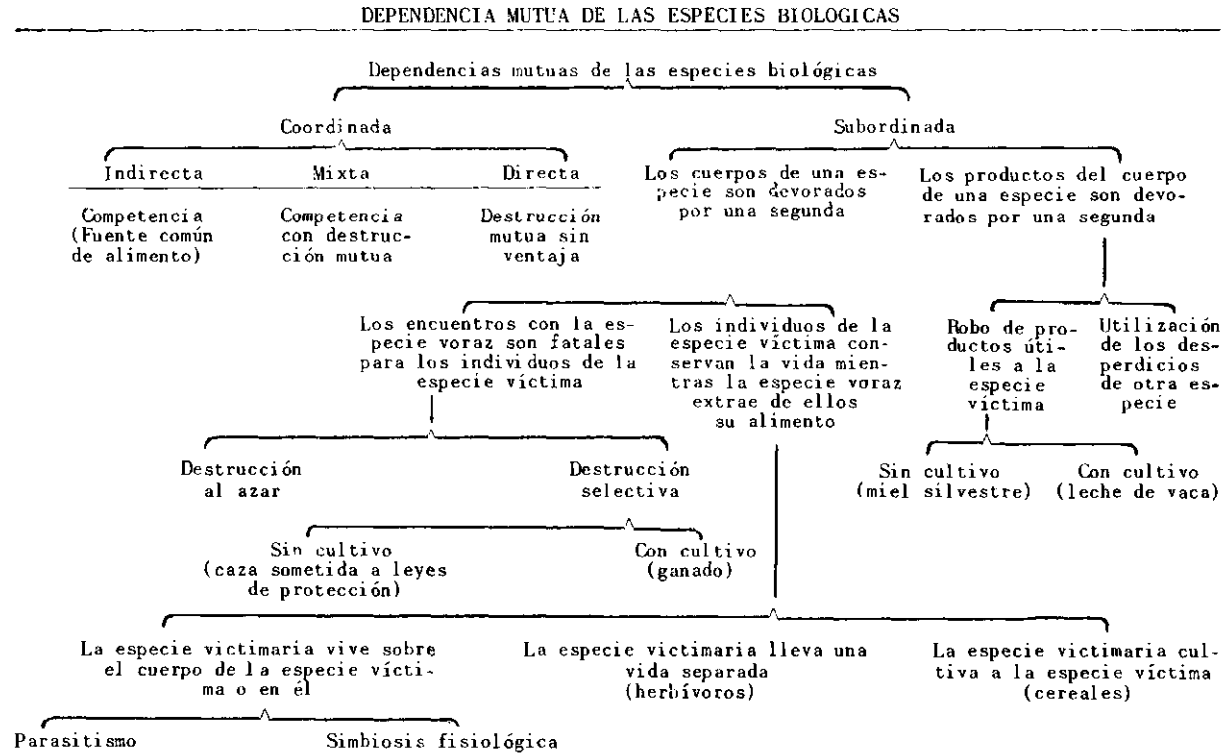 DEPENDENCIA MUTUA DE LAS ESPECIES BIOLOGICAS
Dependencias mutuas de las especies biológicas
Coordinada
Subordinada
Indirecta
Mixta
Directa
Competencia
(Fuente común
de alimento)
Competencia
con destruc-
ción mutua
Destrucción
mutua sin
ventaja
Los cuerpos de una es-
pecie son devorados
por una segunda
Los productos del cuerpo
de una especie son devo-
rados por una segunda
Los encuentros con la es-
pecie voraz son fatales
para los individuos de la
especie víctima
Los individuos de la
especie víctima con-
servan la vida mien-
tras la especie voraz
extrae de ellos
su alimento
Robo de pro-
ductos úti-
les a la
especie
víctima
Utilización
de los des-
perdicios
de otra es-
pecie
Destrucción
al azar
Destrucción
selectiva
Sin cultivo
(miel silvestre)
Con cultivo
(leche de vaca)
Sin cultivo
(caza sometida a leyes
de protección)
Con cultivo
(ganado)
La especie victimaria vive sobre
el cuerpo de la especie vícti-
ma o en él
La especie victimaria lleva una
vida separada
(herbívoros)
La especie victimaria cul-
tiva a la especie víctima
(cereales)
Parasitismo
Simbiosis fisiológica